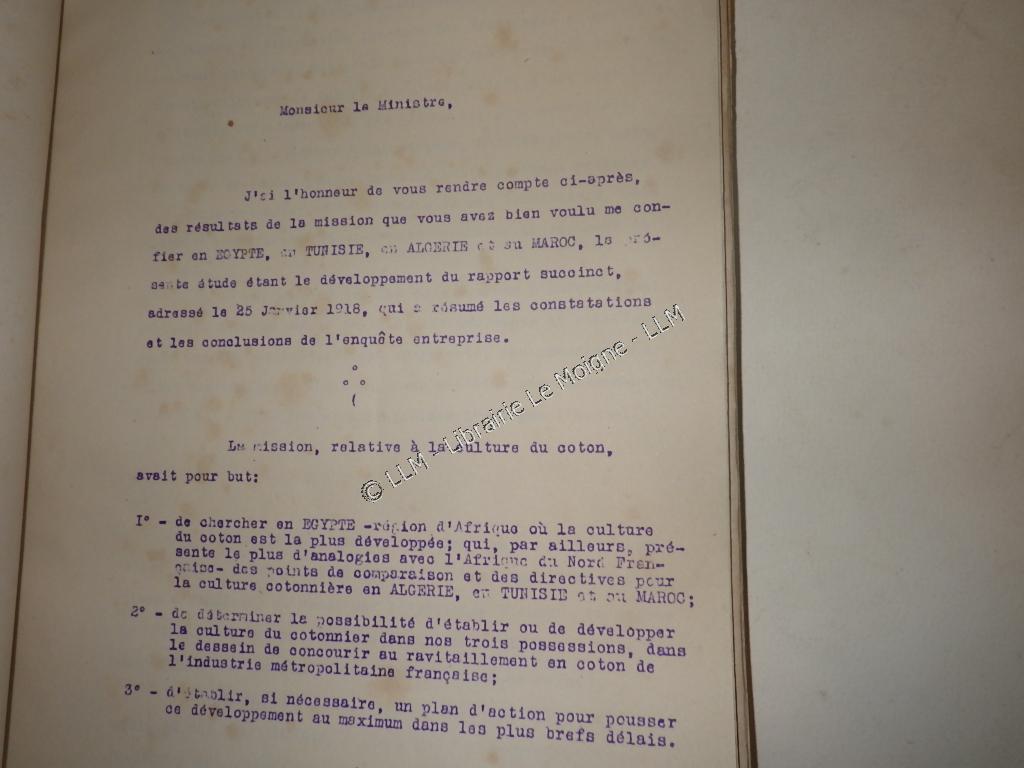 Monsieur le Ministre,
J'ai l'honneur de vous rendre compte ci-après,
des résultats de la mission que vous avez bien voulu me con-
fier en EGYPTE, en TUNISIE, en ALGERIE et au MAROC, la pré-
sente étude étant le développement du rapport succinct,
adressé le 25 Janvier 1918, qui a résumé les constatations
et les conclusions de l'enquête entreprise.
La mission, relative à la culture du coton,
avait pour but:
I° - de chercher en EGYPTE -région d'Afrique où la culture
du coton est la plus développée; qui, par ailleurs, pré-
sente le plus d'analogies avec l'Afrique du Nord Fran-
çaise- des points de comparaison et des directives pour
la culture cotonnière en ALGERIE, en TUNISIE et au MAROC;
2° - de déterminer la possibilité d'établir ou de développer
la culture du cotonnier dans nos trois possessions, dans
le dessein de concourir au ravitaillement en coton de
l'industrie métropolitaine française;
3° - d'établir, si nécessaire, un plan d'action pour pousser
ce développement au maximum dans les plus brefs délais.
© LLM - Librairie Le Moigne - LLM